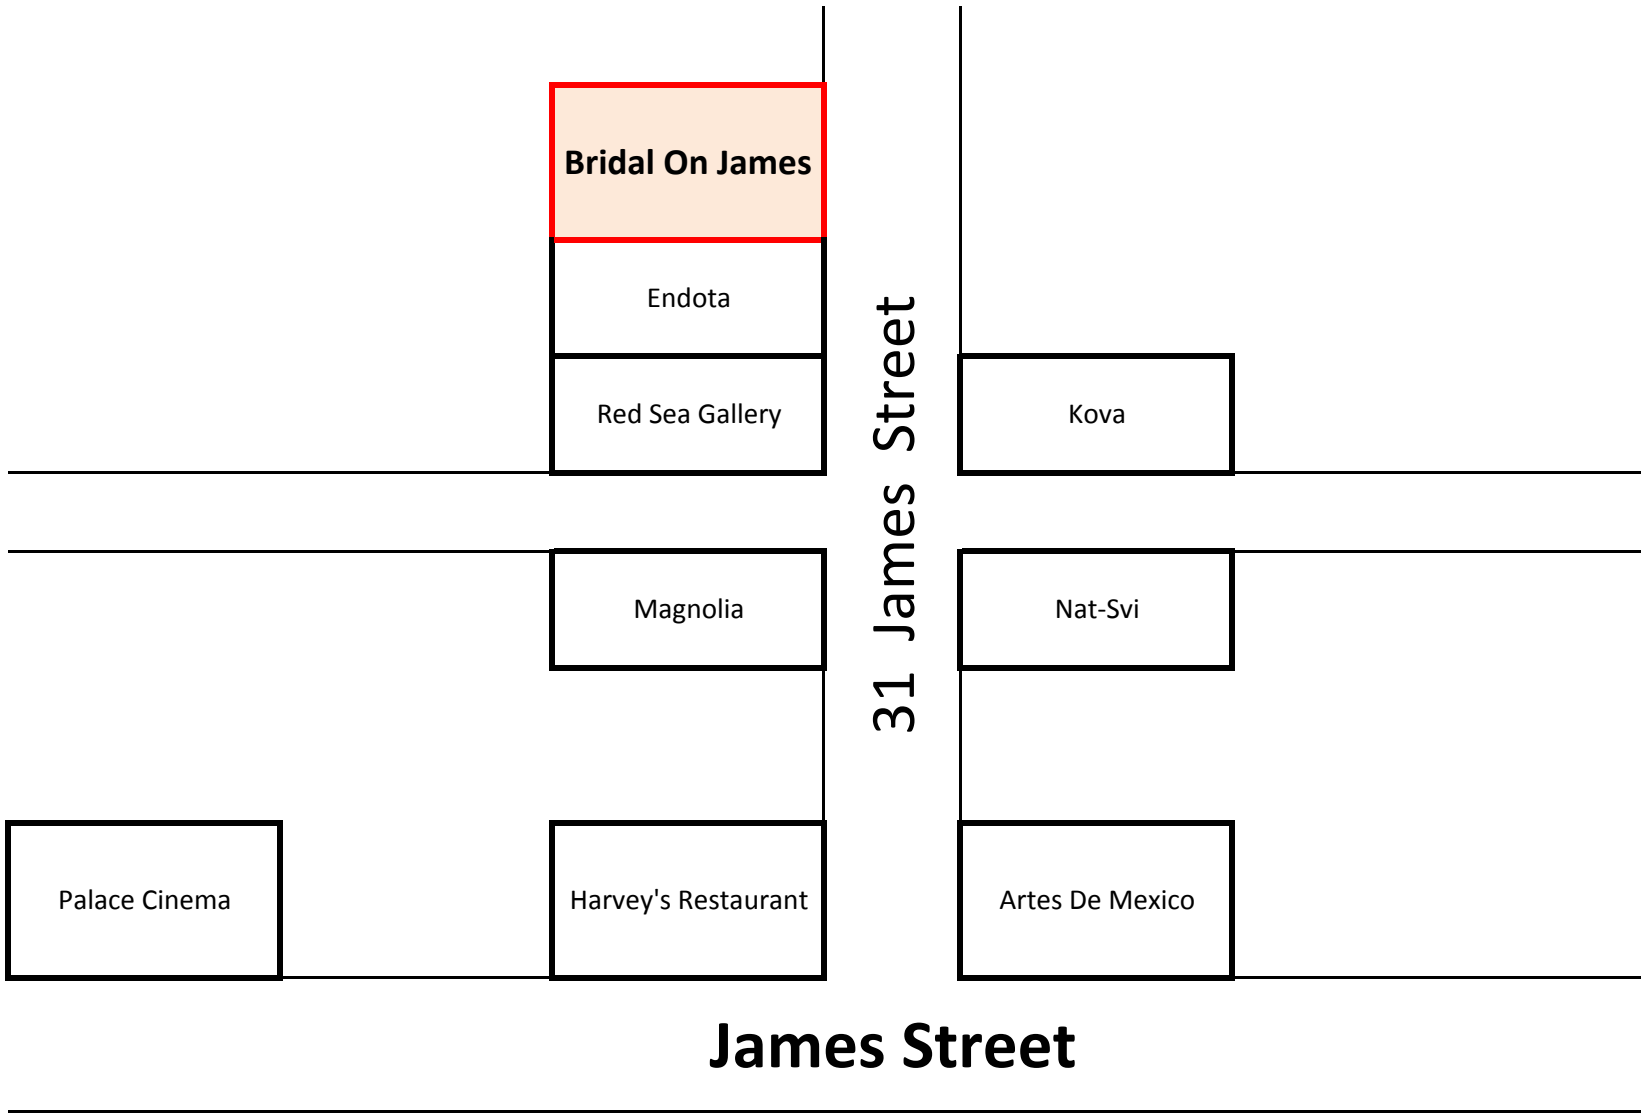 Bridal On James
Endota
Red Sea Gallery
Kova
31 James Street
Magnolia
Nat-Svi
Palace Cinema
Harvey's Restaurant
Artes De Mexico
James Street